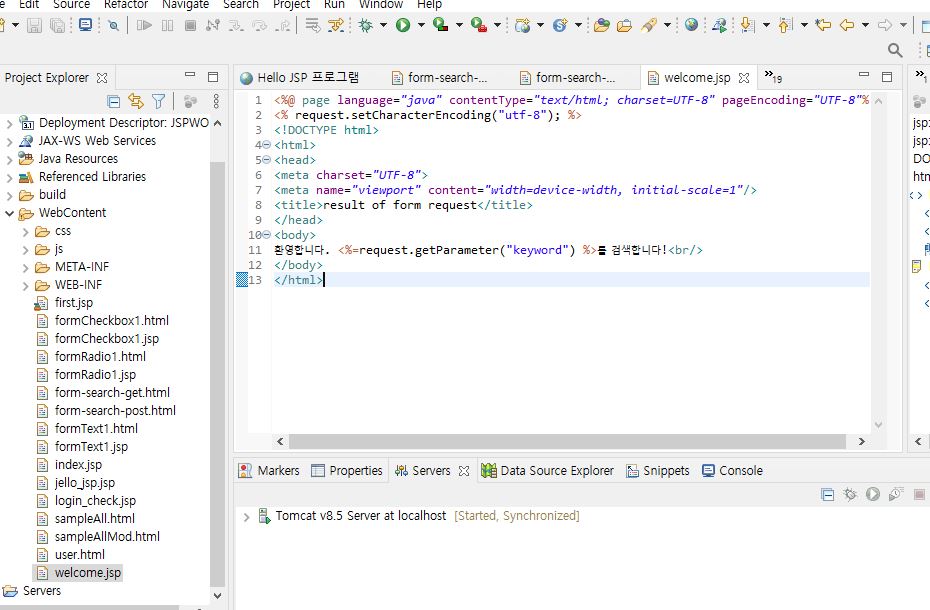 Edit Source Refactor Navigate Search Project Run Window Help
Project Explorer
Deployment Descriptor: JSPWO
JAX-WS Web Services
Java Resources
Referenced Libraries
build
WebContent
css
js
META-INF
WEB-INF
first.jsp
formCheckbox1.html
formCheckbox1.jsp
formRadio1.html
formRadio1.jsp
form-search-get.html
form-search-post.html
formText1.html
formText1.jsp
index.jsp
jello_jsp.jsp
login_check.jsp
sampleAll.html
sampleAllMod.html
user.html
welcome.jsp
Servers
Hello JSP 프로그램 form-search-... form-search-... welcome.jsp »19
1 <%@ page language="java" contentType="text/html; charset=UTF-8" pageEncoding="UTF-8"%
2 <% request.setCharacterEncoding("utf-8"); %>
3 <!DOCTYPE html>
4 <html>
5 <head>
6 <meta charset="UTF-8">
7 <meta name="viewport" content="width=device-width, initial-scale=1"/>
8 <title>result of form request</title>
9 </head>
10 <body>
11 환영합니다. <%=request.getParameter("keyword") %>를 검색합니다!<br/>
12 </body>
13 </html>
»1
jsp:
jsp:
DO
htn
Markers Properties Servers Data Source Explorer Snippets Console
Tomcat v8.5 Server at localhost [Started, Synchronized]